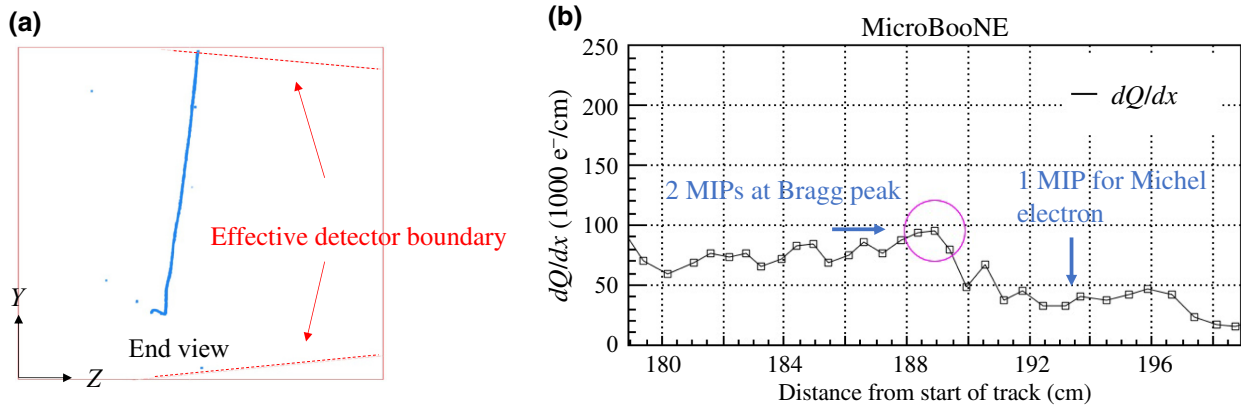 (a)
Effective detector boundary
Y
End view
Z
(b)
MicroBooNE
250
200
150
100
50
0
dQ/dx (1000 e⁻/cm)
dQ/dx
2 MIPs at Bragg peak
1 MIP for Michel
electron
180
184
188
192
196
Distance from start of track (cm)